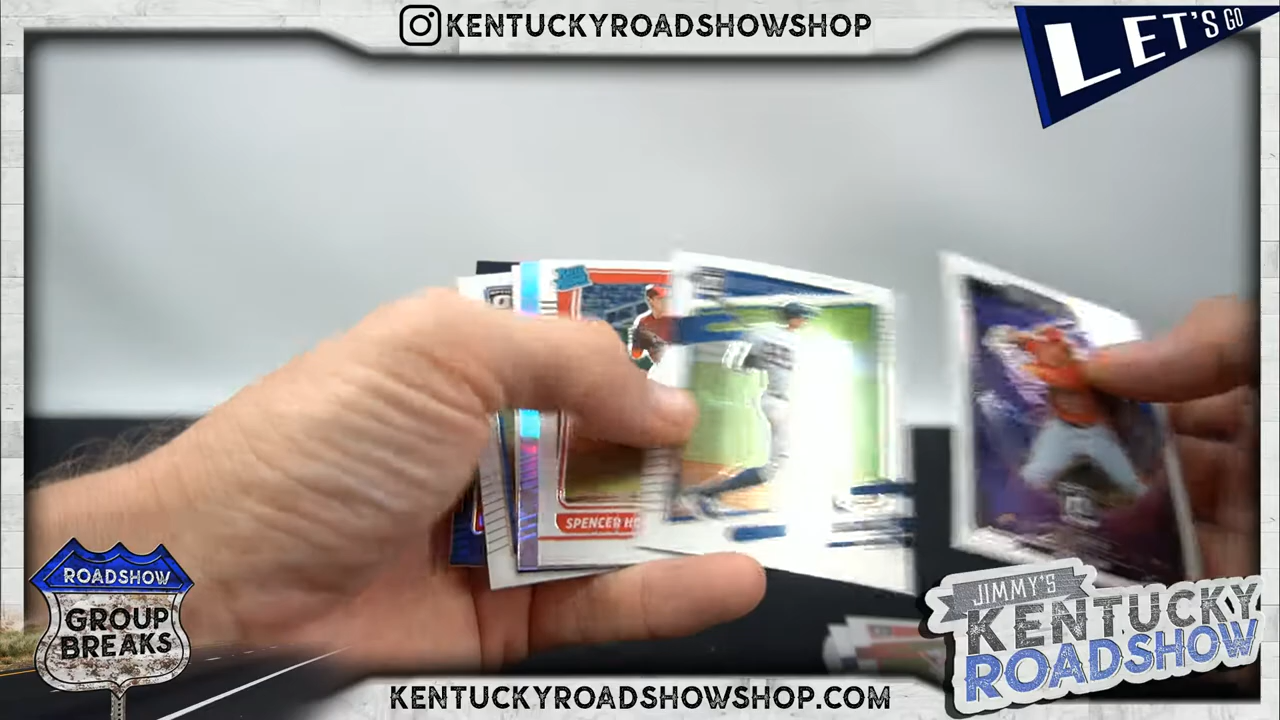 KENTUCKYROADSHOWSHOP
LET'S GO
SPENCER HO
ROADSHOW
GROUP
BREAKS
JIMMY'S
KENTUCKY
ROADSHOW
KENTUCKYROADSHOWSHOP.COM